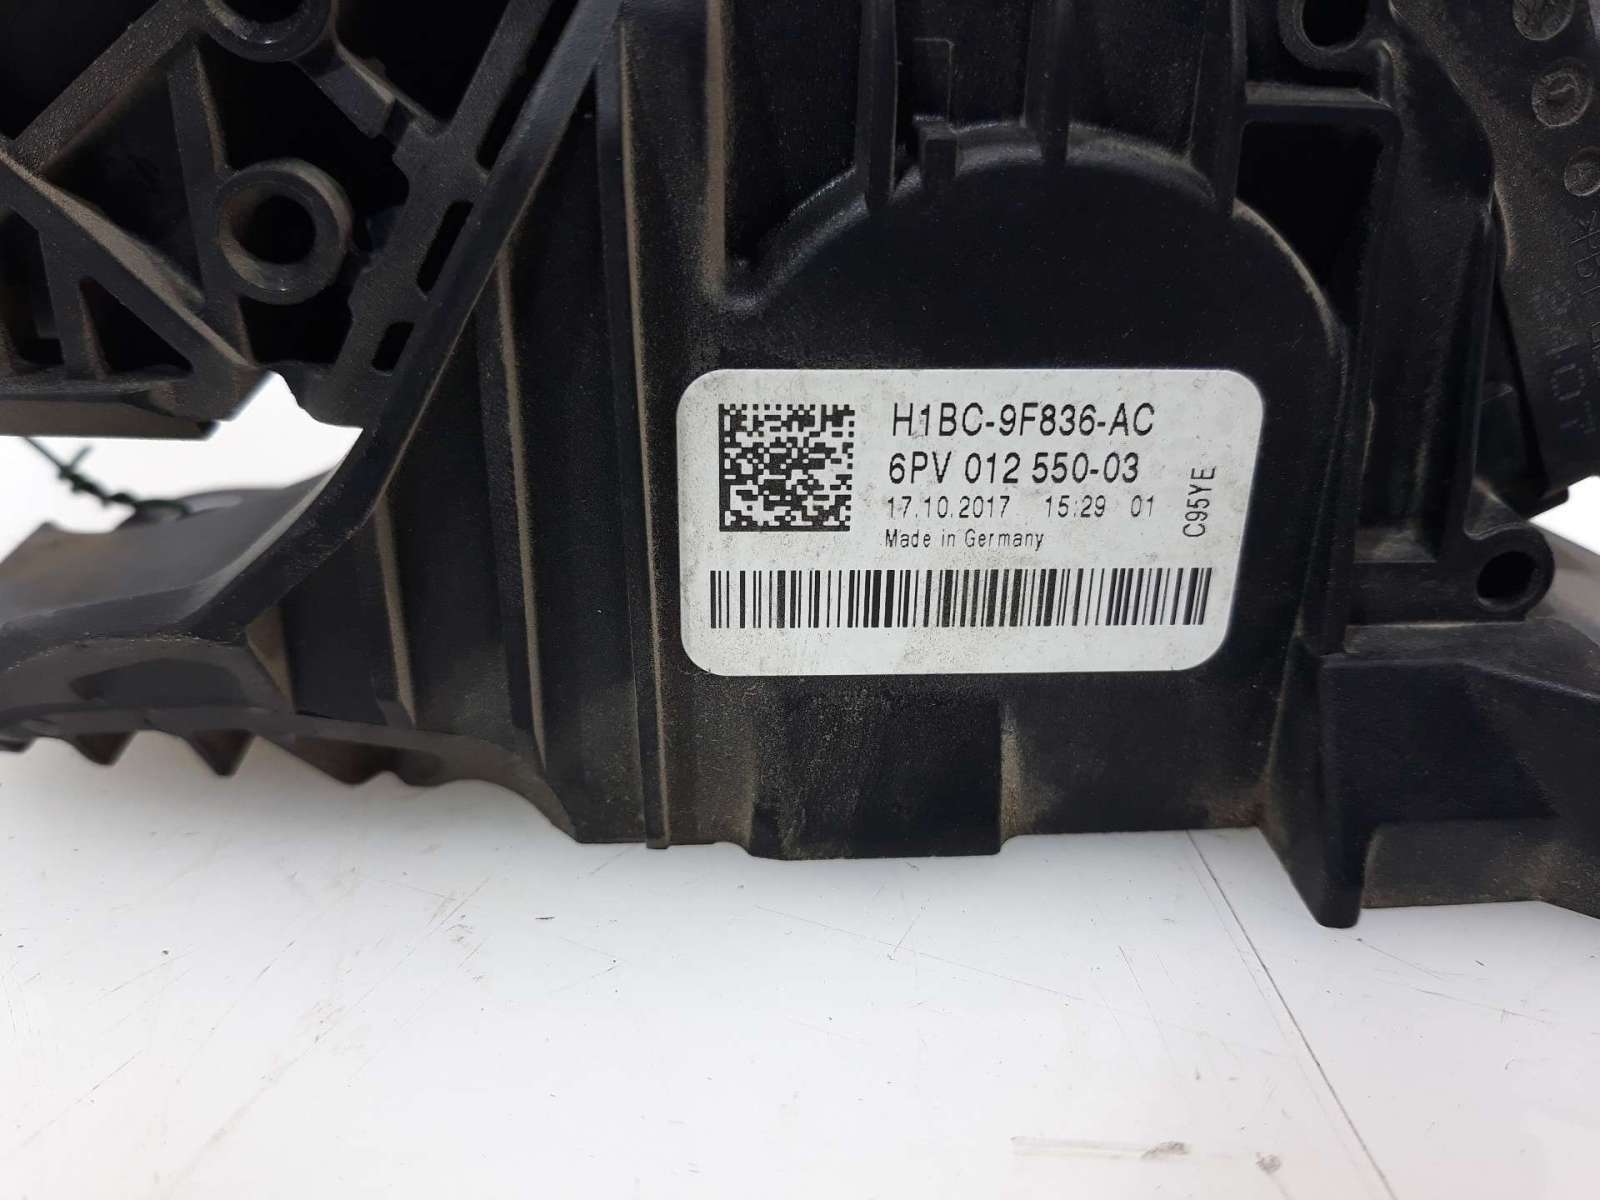 H1BC-9F836-AC
6PV 012 550-03
17.10.2017 15:29 01
Made in Germany
C95YE